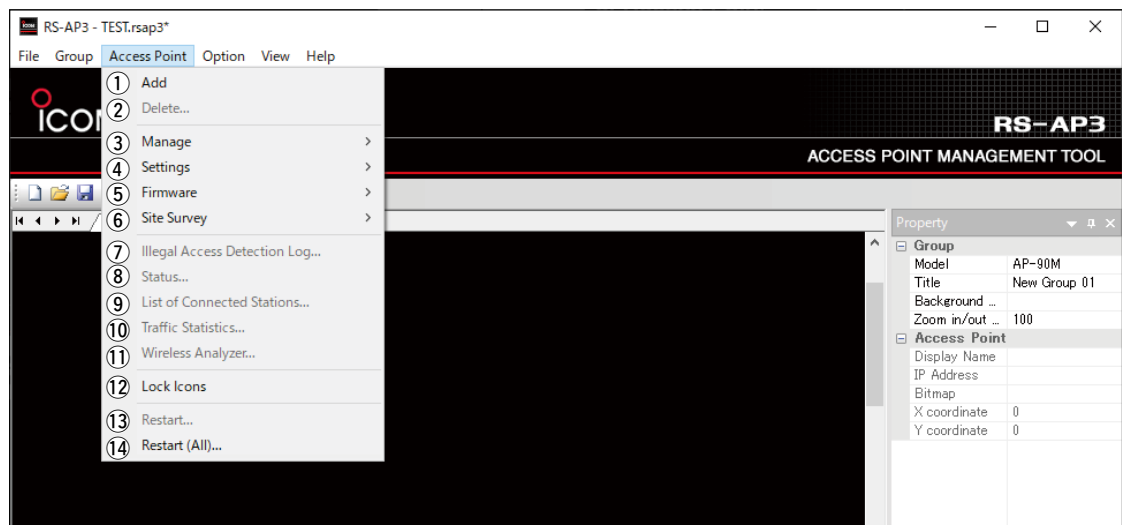 RS-AP3 - TEST.rsap3*
File Group Access Point Option View Help
① Add
② Delete...
③ Manage
④ Settings
⑤ Firmware
⑥ Site Survey
⑦ Illegal Access Detection Log...
⑧ Status...
⑨ List of Connected Stations...
⑩ Traffic Statistics...
⑪ Wireless Analyzer...
⑫ Lock Icons
⑬ Restart...
⑭ Restart (All)...
RS-AP3
ACCESS POINT MANAGEMENT TOOL
Property
Group
Model AP-90M
Title New Group 01
Background ...
Zoom in/out ... 100
Access Point
Display Name
IP Address
Bitmap
X coordinate 0
Y coordinate 0